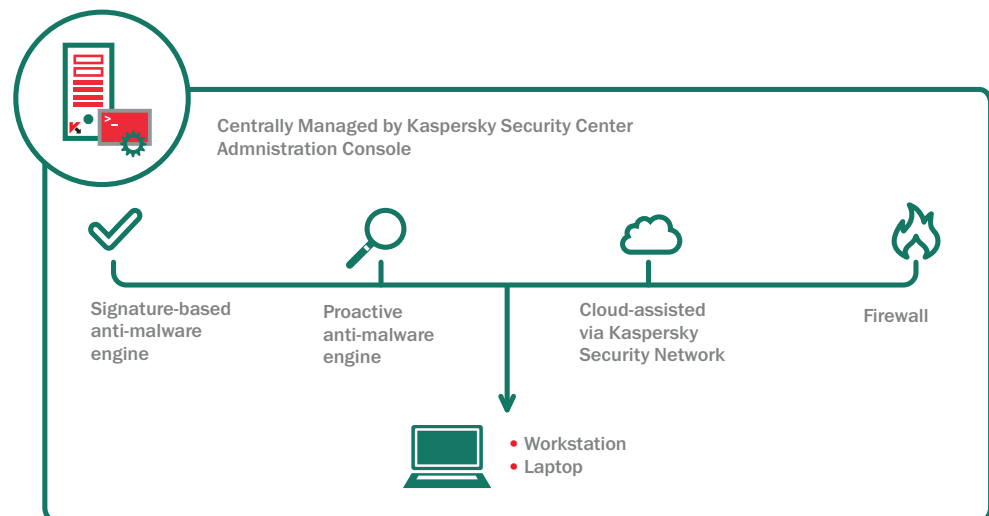 >_
Centrally Managed by Kaspersky Security Center
Admnistration Console
Signature-based
anti-malware
engine
Proactive
anti-malware
engine
Cloud-assisted
via Kaspersky
Security Network
Firewall
• Workstation
• Laptop